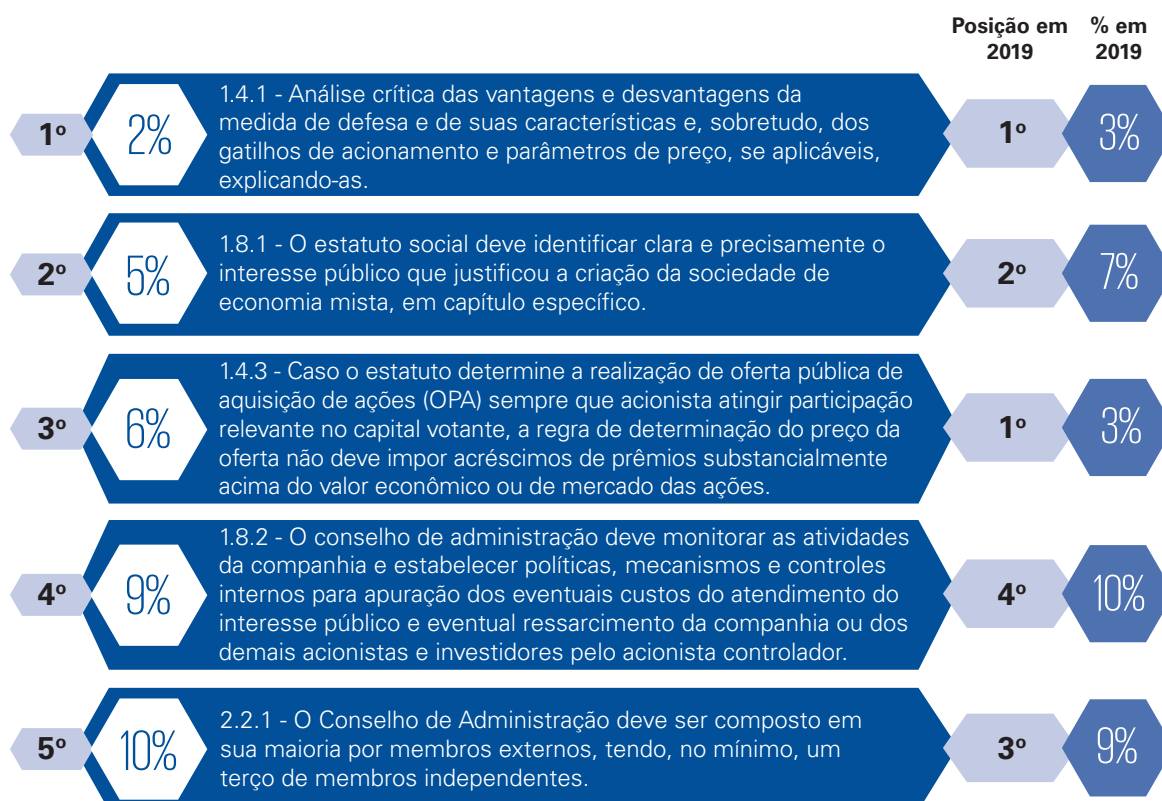 Posição em
2019
% em
2019
1º
2%
1.4.1 - Análise crítica das vantagens e desvantagens da
medida de defesa e de suas características e, sobretudo, dos
gatilhos de acionamento e parâmetros de preço, se aplicáveis,
explicando-as.
1º
3%
2º
5%
1.8.1 - O estatuto social deve identificar clara e precisamente o
interesse público que justificou a criação da sociedade de
economia mista, em capítulo específico.
2º
7%
3º
6%
1.4.3 - Caso o estatuto determine a realização de oferta pública de
aquisição de ações (OPA) sempre que acionista atingir participação
relevante no capital votante, a regra de determinação do preço da
oferta não deve impor acréscimos de prêmios substancialmente
acima do valor econômico ou de mercado das ações.
1º
3%
4º
9%
1.8.2 - O conselho de administração deve monitorar as atividades
da companhia e estabelecer políticas, mecanismos e controles
internos para apuração dos eventuais custos do atendimento do
interesse público e eventual ressarcimento da companhia ou dos
demais acionistas e investidores pelo acionista controlador.
4º
10%
5º
10%
2.2.1 - O Conselho de Administração deve ser composto em
sua maioria por membros externos, tendo, no mínimo, um
terço de membros independentes.
3º
9%